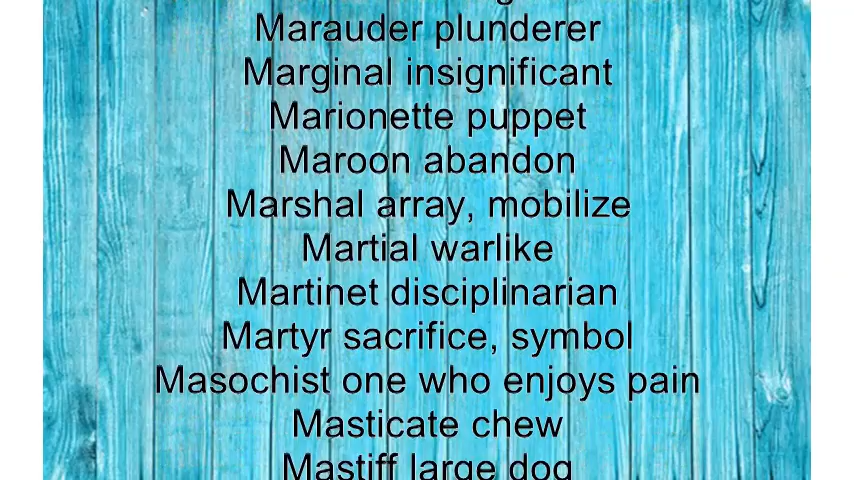 Marauder plunderer
Marginal insignificant
Marionette puppet
Maroon abandon
Marshal array, mobilize
Martial warlike
Martinet disciplinarian
Martyr sacrifice, symbol
Masochist one who enjoys pain
Masticate chew
Mastiff large dog